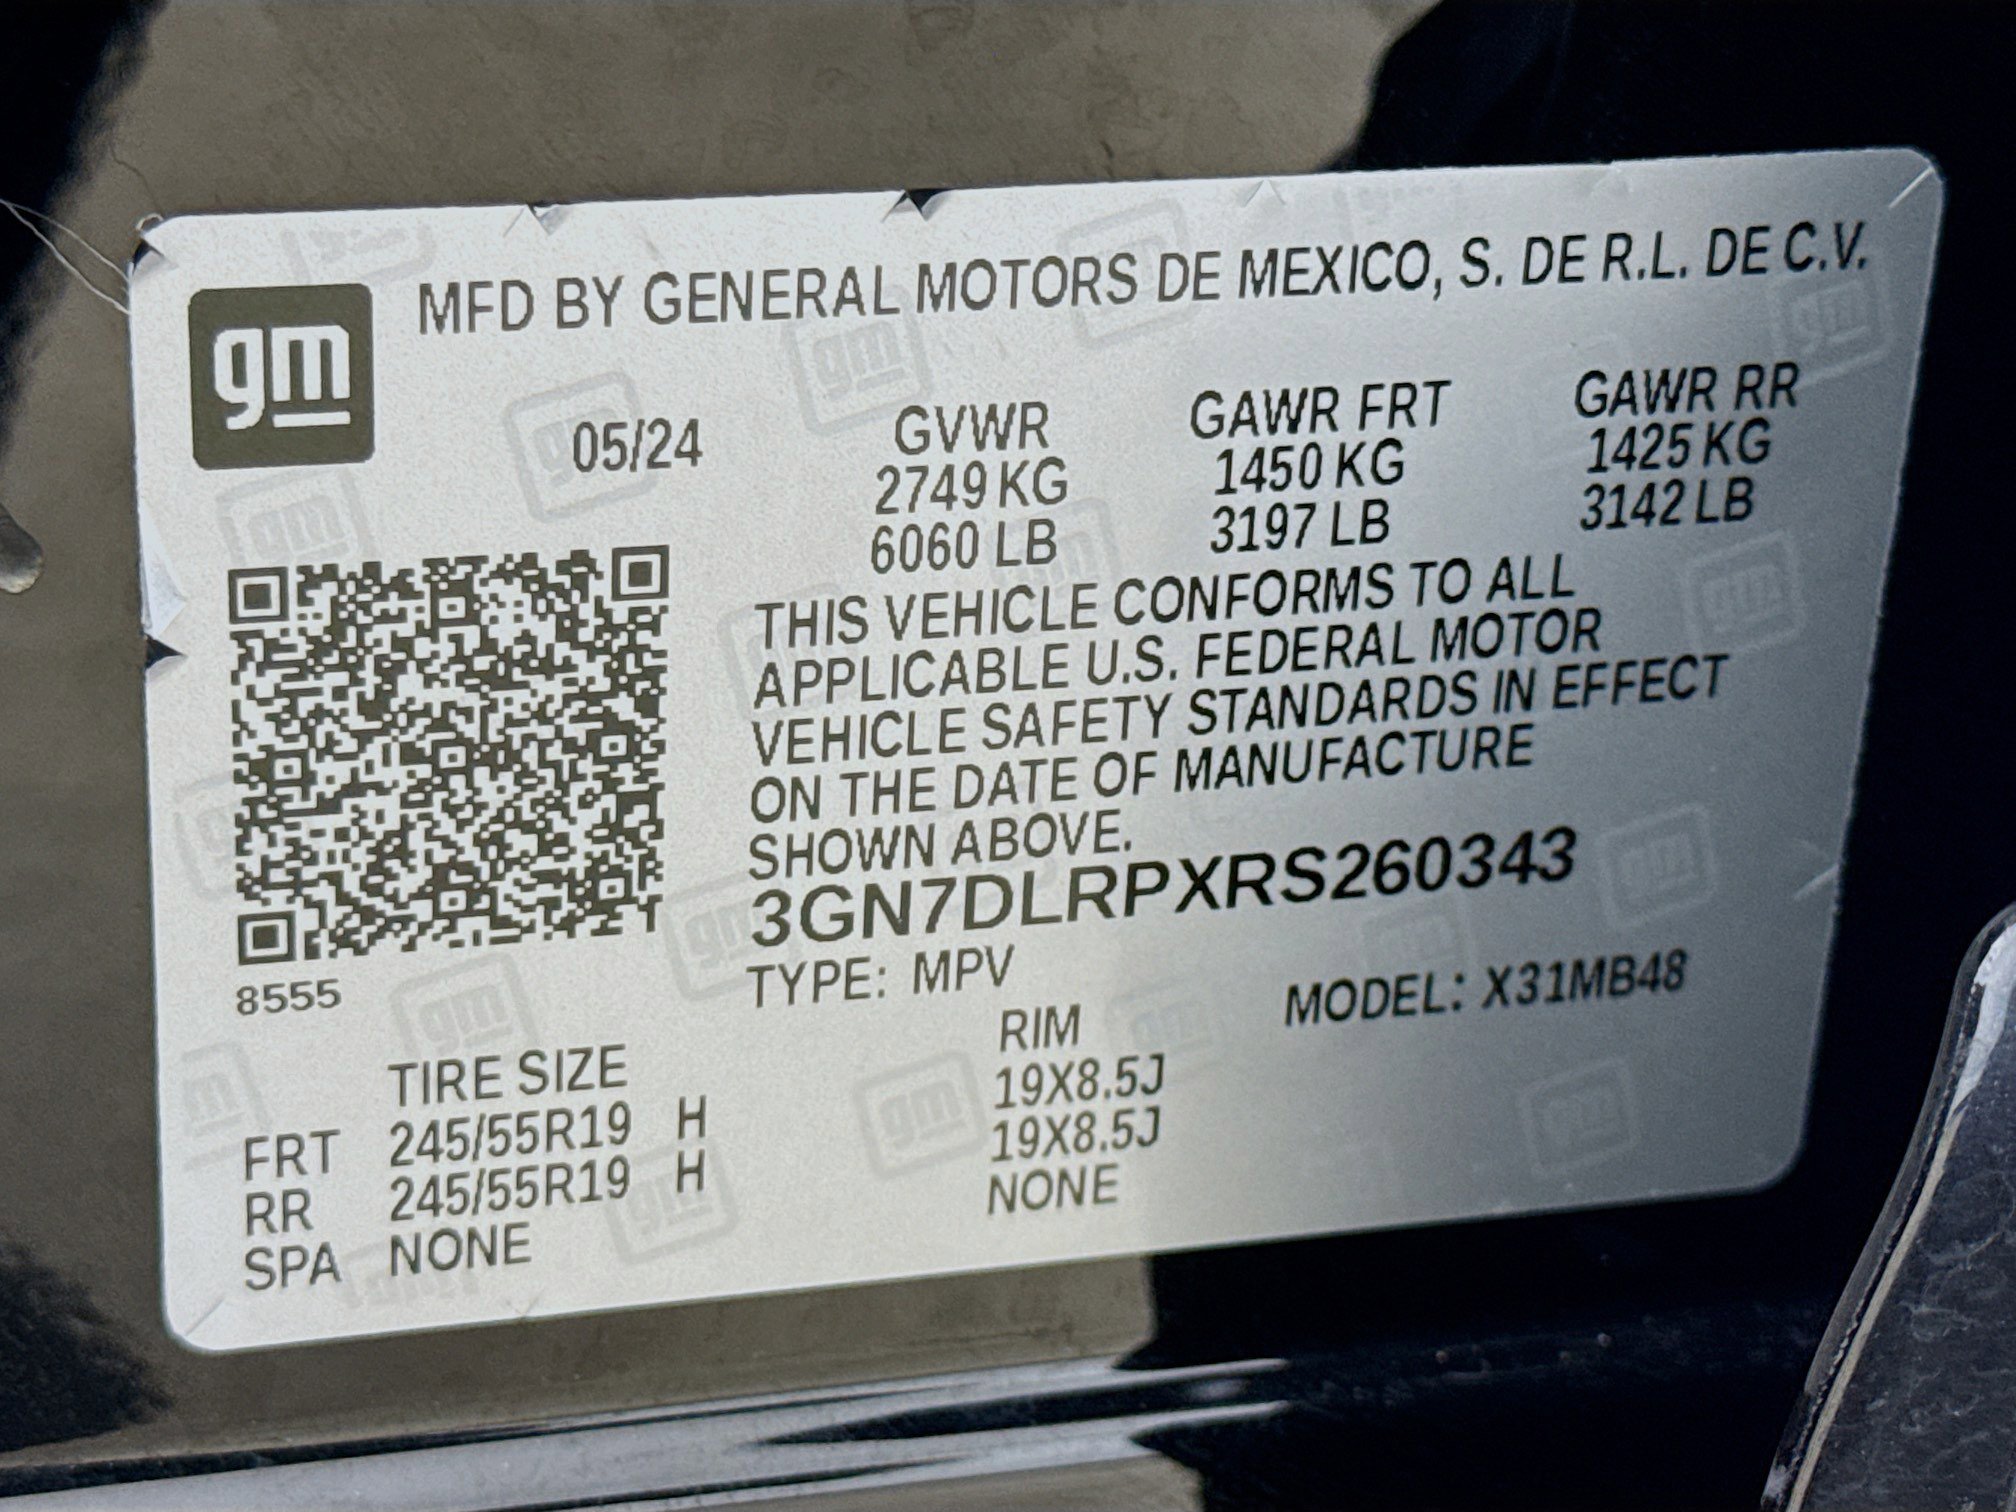 gm
MFD BY GENERAL MOTORS DE MEXICO, S. DE R.L. DE C.V.
05/24 GVWR GAWR FRT GAWR RR
2749 KG 1450 KG 1425 KG
6060 LB 3197 LB 3142 LB
THIS VEHICLE CONFORMS TO ALL
APPLICABLE U.S. FEDERAL MOTOR
VEHICLE SAFETY STANDARDS IN EFFECT
ON THE DATE OF MANUFACTURE
SHOWN ABOVE.
3GN7DLRPXRS260343
8555
TYPE: MPV MODEL: X31MB48
TIRE SIZE RIM
FRT 245/55R19 H 19X8.5J
RR 245/55R19 H 19X8.5J
SPA NONE NONE